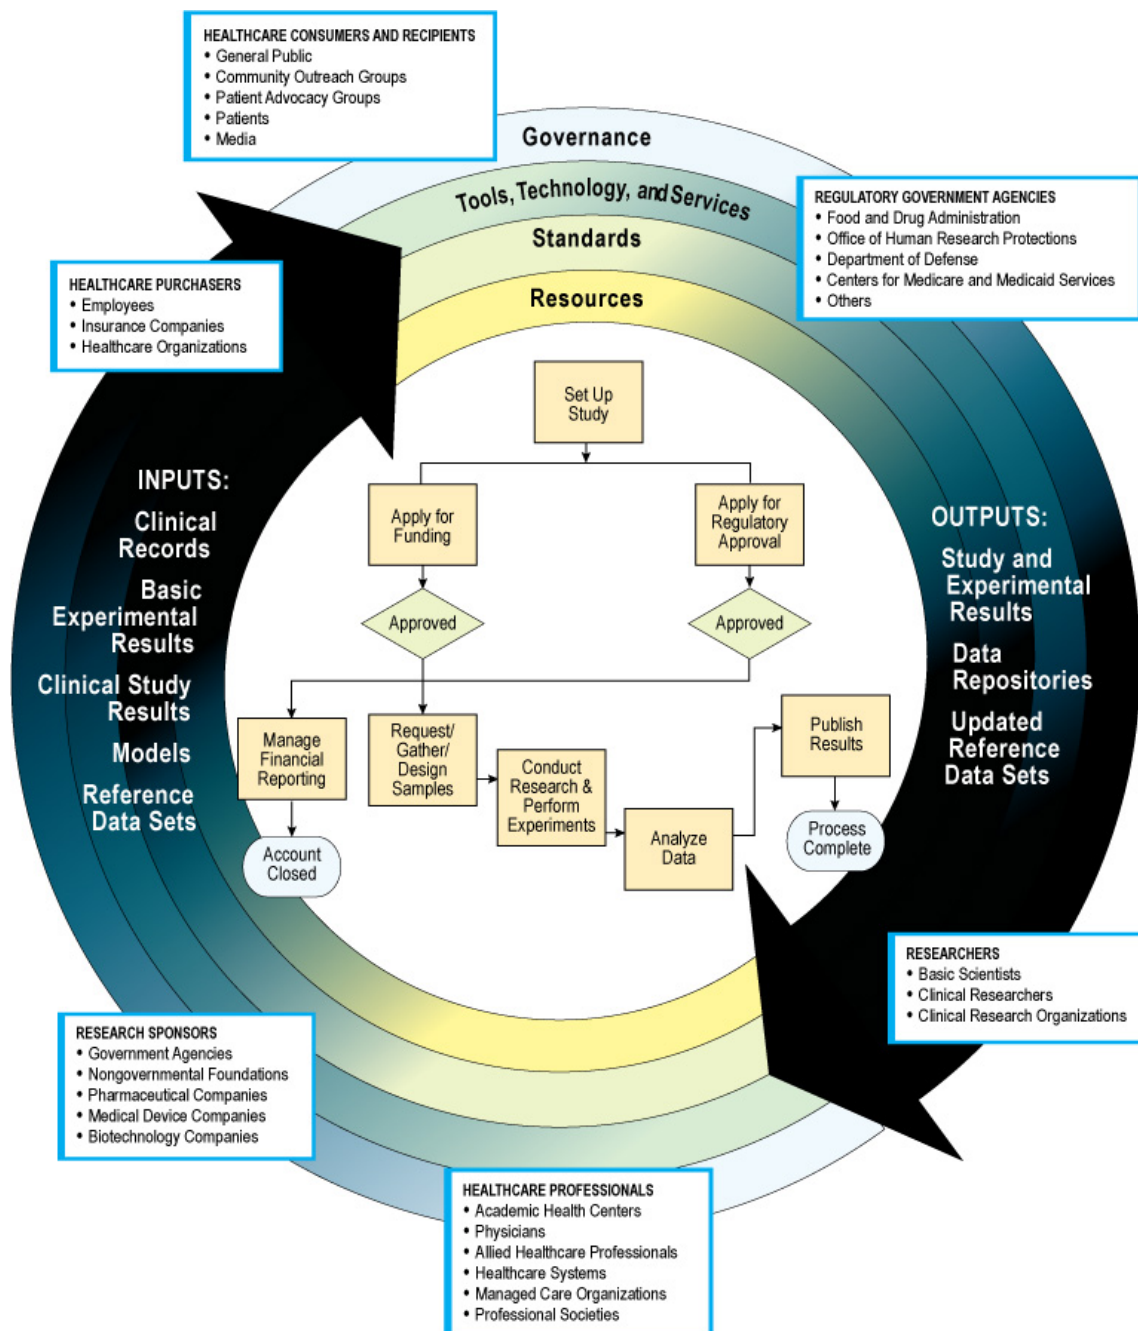 HEALTHCARE CONSUMERS AND RECIPIENTS
• General Public
• Community Outreach Groups
• Patient Advocacy Groups
• Patients
• Media
Governance
Tools, Technology, and Services
Standards
Resources
REGULATORY GOVERNMENT AGENCIES
• Food and Drug Administration
• Office of Human Research Protections
• Department of Defense
• Centers for Medicare and Medicaid Services
• Others
HEALTHCARE PURCHASERS
• Employees
• Insurance Companies
• Healthcare Organizations
INPUTS:
Clinical
Records
Basic
Experimental
Results
Clinical Study
Results
Models
Reference
Data Sets
Set Up
Study
Apply for
Funding
Apply for
Regulatory
Approval
Approved
Approved
Manage
Financial
Reporting
Request/
Gather/
Design
Samples
Conduct
Research &
Perform
Experiments
Analyze
Data
Publish
Results
Account
Closed
Process
Complete
OUTPUTS:
Study and
Experimental
Results
Data
Repositories
Updated
Reference
Data Sets
RESEARCHERS
• Basic Scientists
• Clinical Researchers
• Clinical Research Organizations
RESEARCH SPONSORS
• Government Agencies
• Nongovernmental Foundations
• Pharmaceutical Companies
• Medical Device Companies
• Biotechnology Companies
HEALTHCARE PROFESSIONALS
• Academic Health Centers
• Physicians
• Allied Healthcare Professionals
• Healthcare Systems
• Managed Care Organizations
• Professional Societies